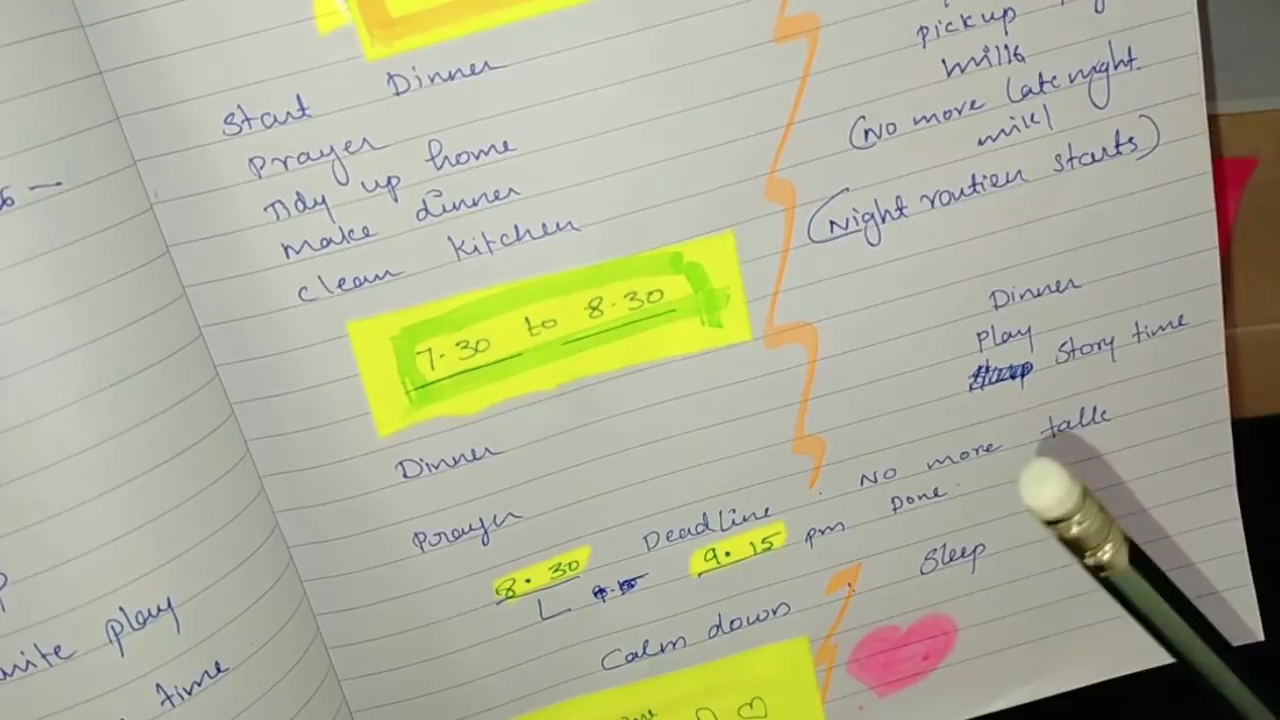 Start Dinner
prayer
Tidy up home
make dinner
clean kitchen
7.30 to 8.30
Dinner
Prayer
8.30 Deadline 9.15 pm
Calm down
pickup
milk
(No more late night
milk)
(Night routien starts)
Dinner
play
Story time
No more talk
Done.
Sleep
nite play
time